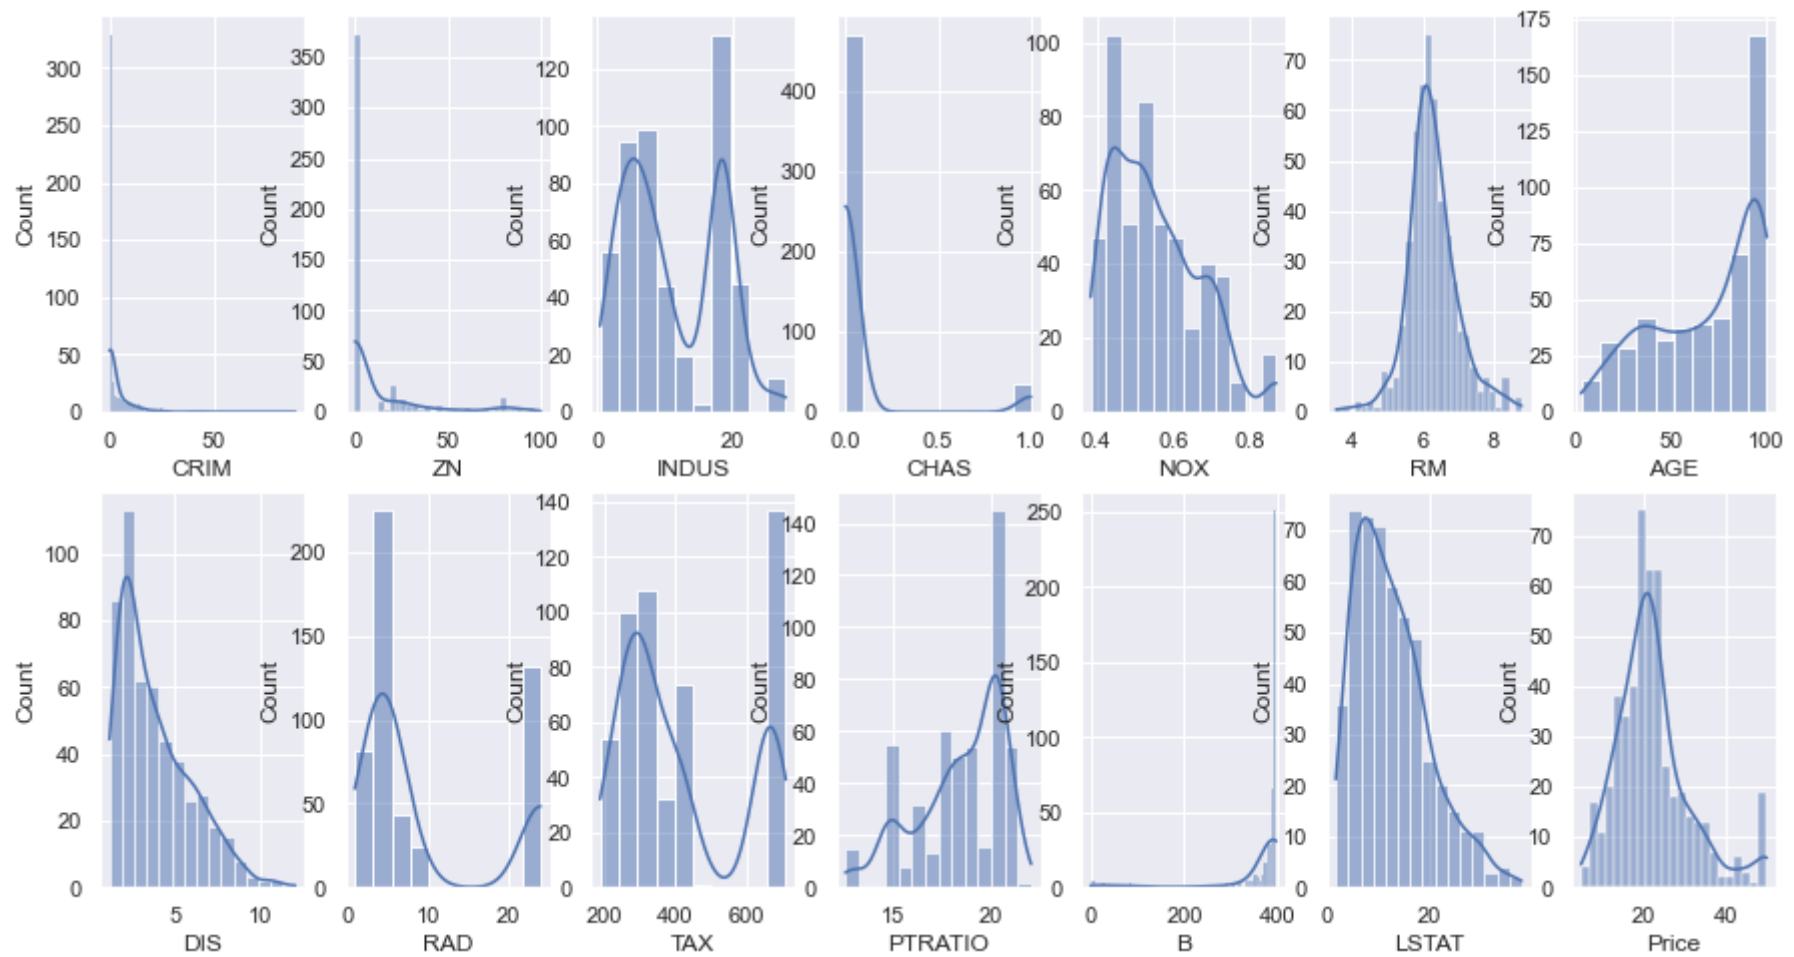 Count
300
250
200
150
100
50
0
0 50
CRIM
Count
350
300
250
200
150
100
50
0
0 50 100
ZN
Count
120
100
80
60
40
20
0
0 20
INDUS
Count
400
300
200
100
0
0.0 0.5 1.0
CHAS
Count
100
80
60
40
20
0
0.4 0.6 0.8
NOX
Count
70
60
50
40
30
20
10
0
4 6 8
RM
Count
175
150
125
100
75
50
25
0
0 50 100
AGE
Count
100
80
60
40
20
0
5 10
DIS
Count
200
150
100
50
0
0 10 20
RAD
Count
140
120
100
80
60
40
20
0
200 400 600
TAX
Count
140
120
100
80
60
40
20
0
15 20
PTRATIO
Count
250
200
150
100
50
0
0 200 400
B
Count
70
60
50
40
30
20
10
0
0 20
LSTAT
Count
70
60
50
40
30
20
10
0
20 40
Price